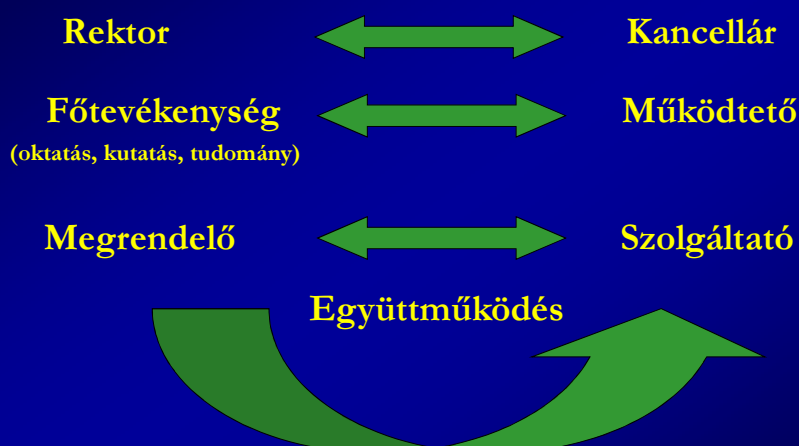 Rektor Kancellár
Főtevékenység Működtető
(oktatás, kutatás, tudomány)
Megrendelő Szolgáltató
Együttműködés